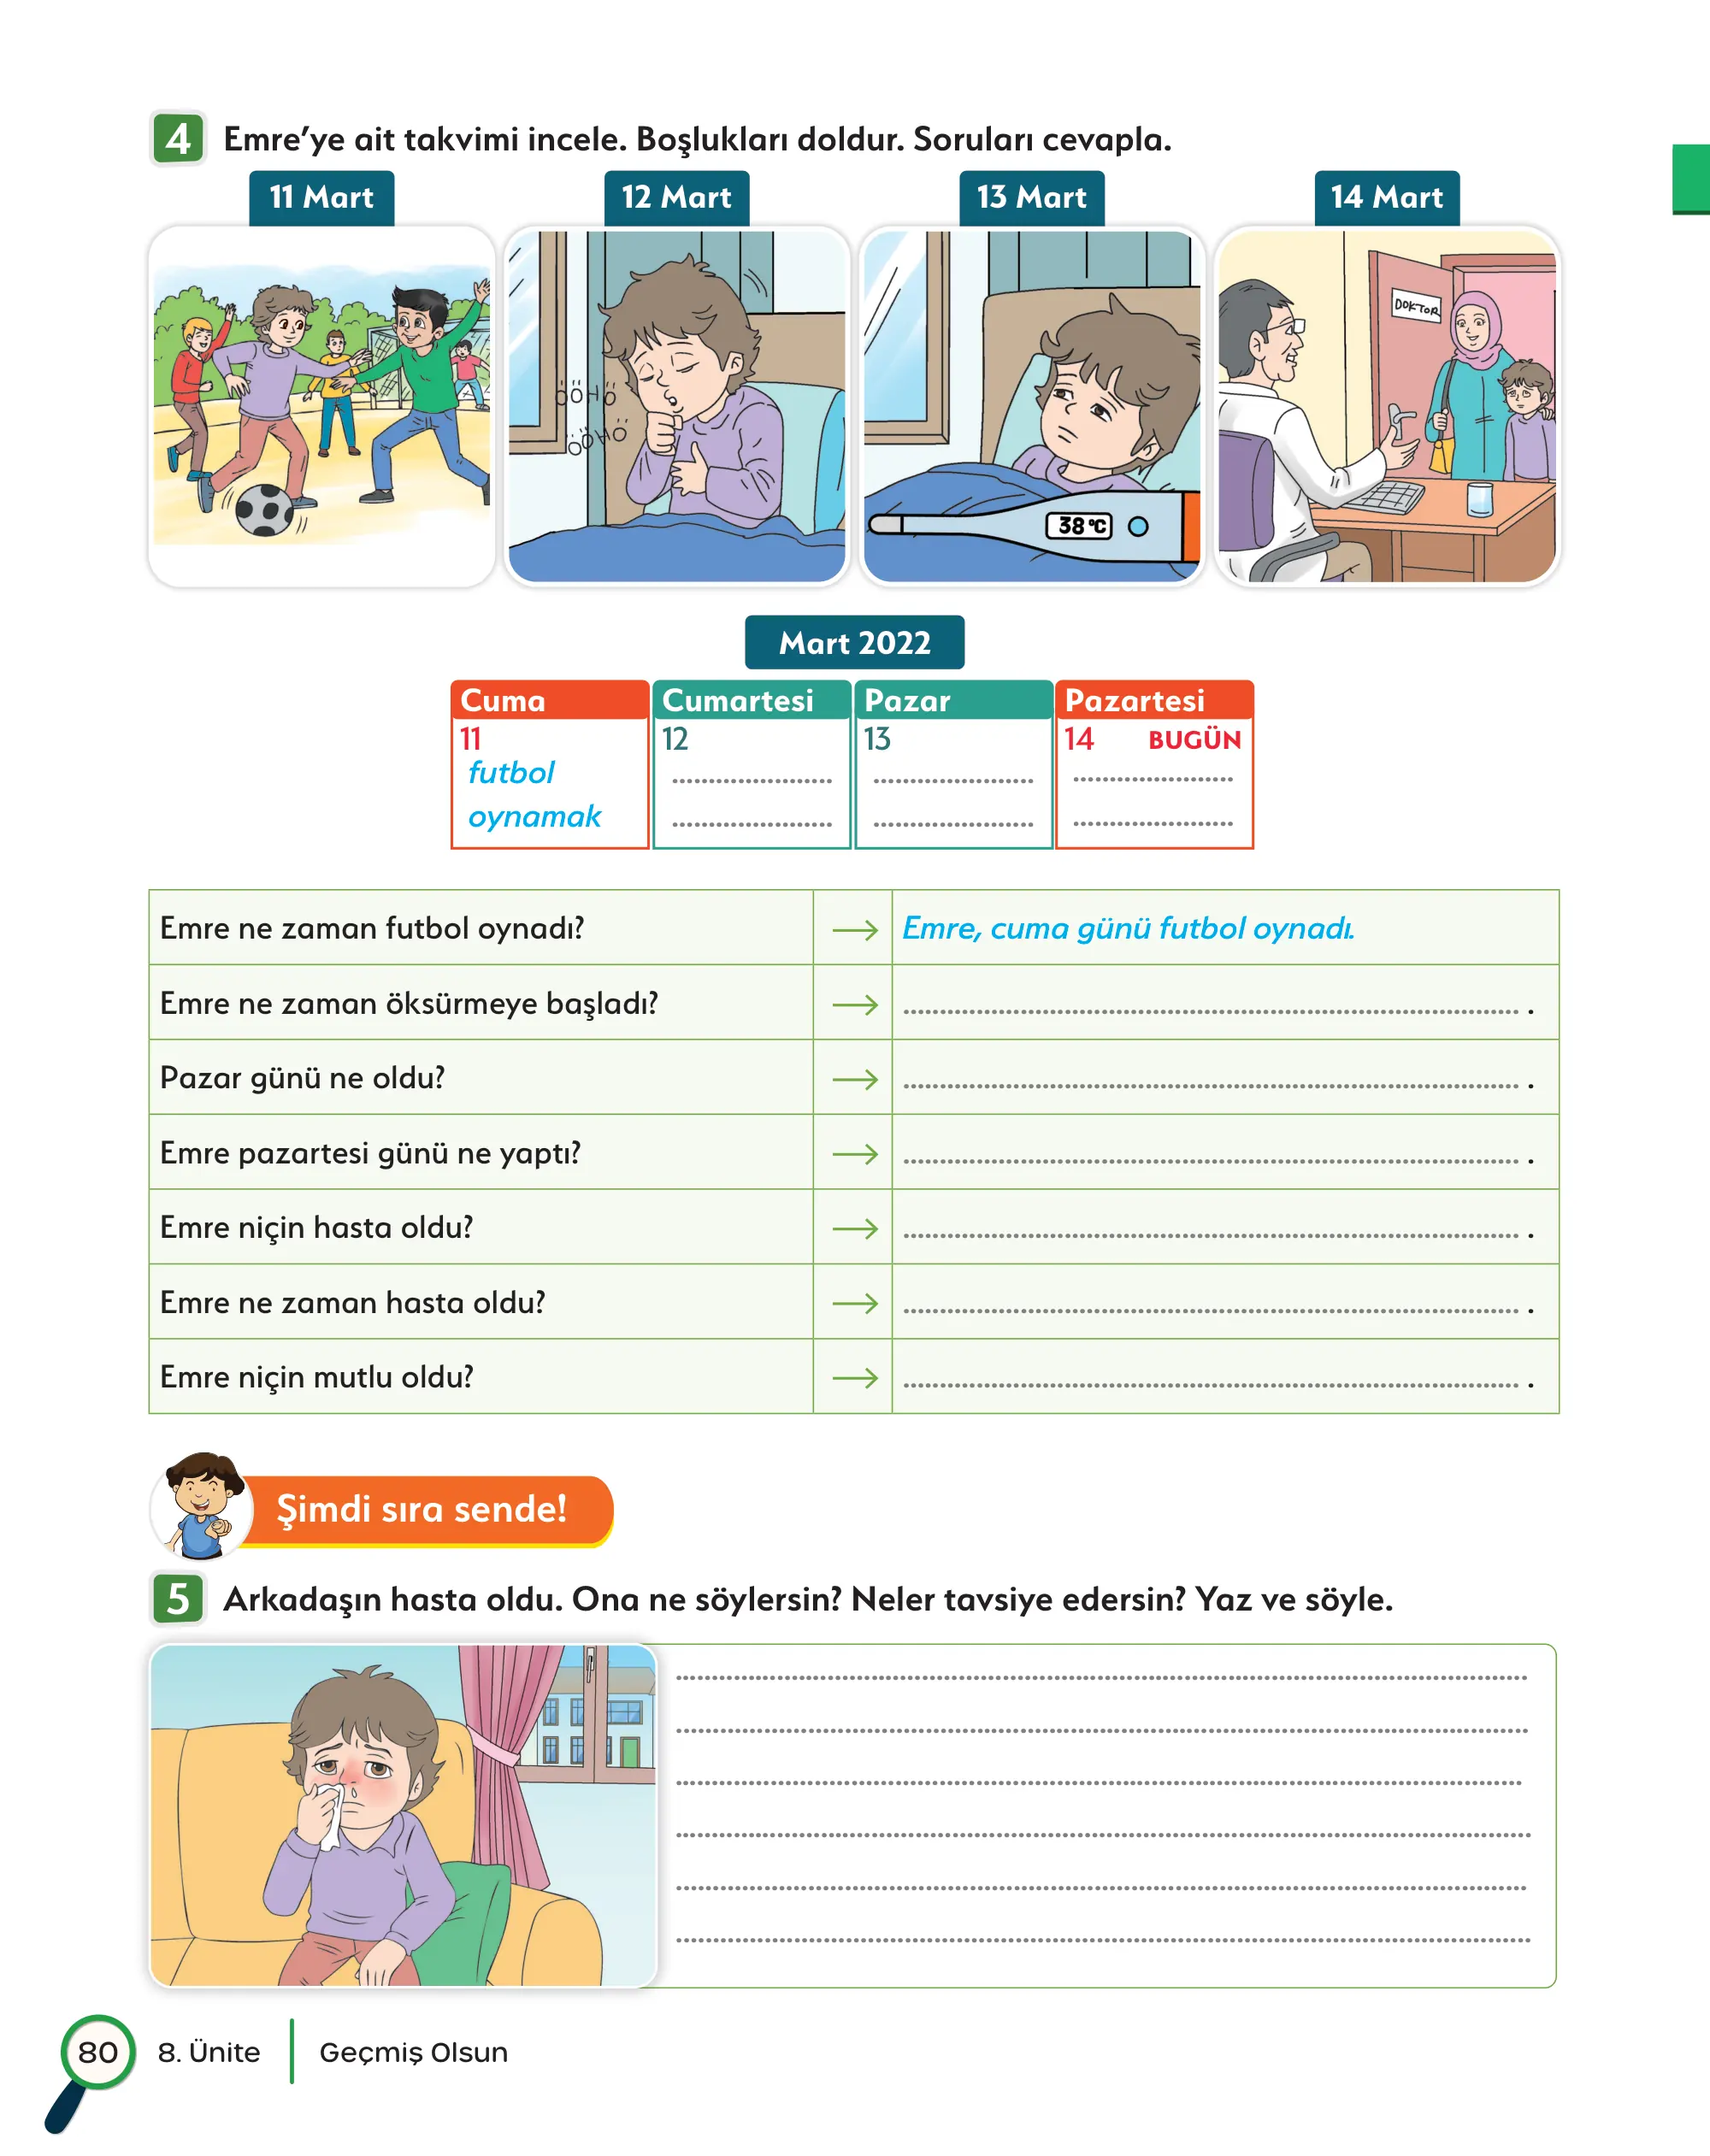 4 Emre'ye ait takvimi incele. Boşlukları doldur. Soruları cevapla.
11 Mart
12 Mart
13 Mart
14 Mart
ÖÖHÖ
ÖÖHÖ
38 °C
DOKTOR
Mart 2022
Cuma
Cumartesi
Pazar
Pazartesi
11
12
13
14 BUGÜN
futbol
oynamak
Emre ne zaman futbol oynadı?
Emre, cuma günü futbol oynadı.
Emre ne zaman öksürmeye başladı?
Pazar günü ne oldu?
Emre pazartesi günü ne yaptı?
Emre niçin hasta oldu?
Emre ne zaman hasta oldu?
Emre niçin mutlu oldu?
Şimdi sıra sende!
5 Arkadaşın hasta oldu. Ona ne söylersin? Neler tavsiye edersin? Yaz ve söyle.
80 8. Ünite Geçmiş Olsun